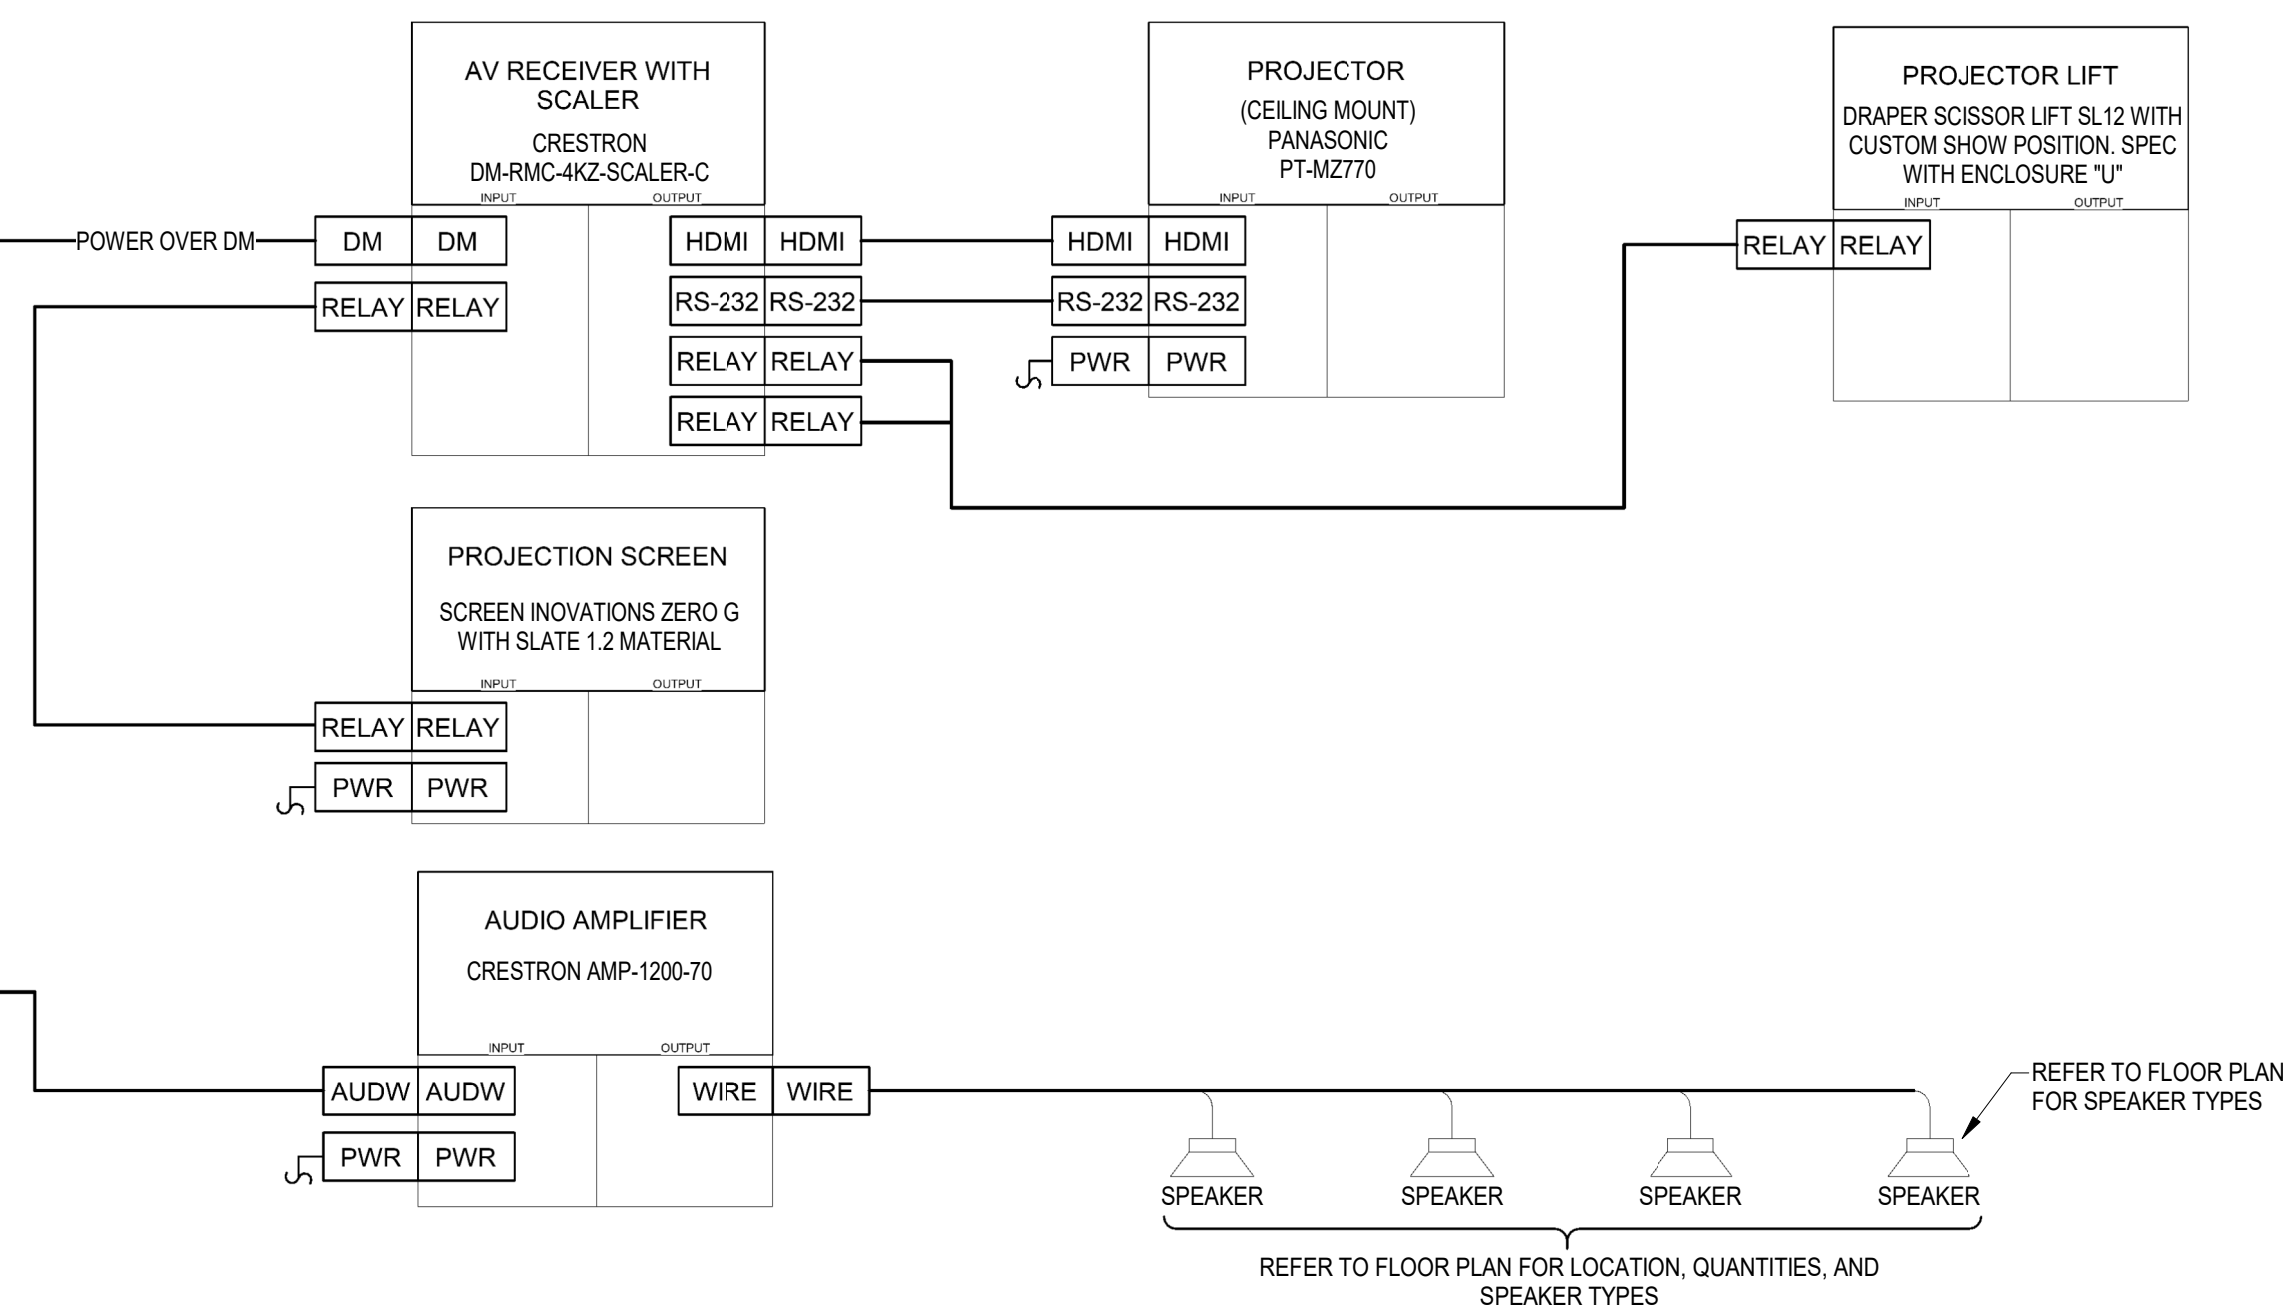 AV RECEIVER WITH
SCALER
CRESTRON
DM-RMC-4KZ-SCALER-C
INPUT OUTPUT
POWER OVER DM
DM DM
RELAY RELAY
HDMI HDMI
RS-232 RS-232
RELAY RELAY
RELAY RELAY
PROJECTOR
(CEILING MOUNT)
PANASONIC
PT-MZ770
INPUT OUTPUT
HDMI HDMI
RS-232 RS-232
PWR PWR
PROJECTOR LIFT
DRAPER SCISSOR LIFT SL12 WITH
CUSTOM SHOW POSITION. SPEC
WITH ENCLOSURE "U"
INPUT OUTPUT
RELAY RELAY
PROJECTION SCREEN
SCREEN INOVATIONS ZERO G
WITH SLATE 1.2 MATERIAL
INPUT OUTPUT
RELAY RELAY
PWR PWR
AUDIO AMPLIFIER
CRESTRON AMP-1200-70
INPUT OUTPUT
AUDW AUDW
PWR PWR
WIRE WIRE
REFER TO FLOOR PLAN
FOR SPEAKER TYPES
SPEAKER SPEAKER SPEAKER SPEAKER
REFER TO FLOOR PLAN FOR LOCATION, QUANTITIES, AND
SPEAKER TYPES